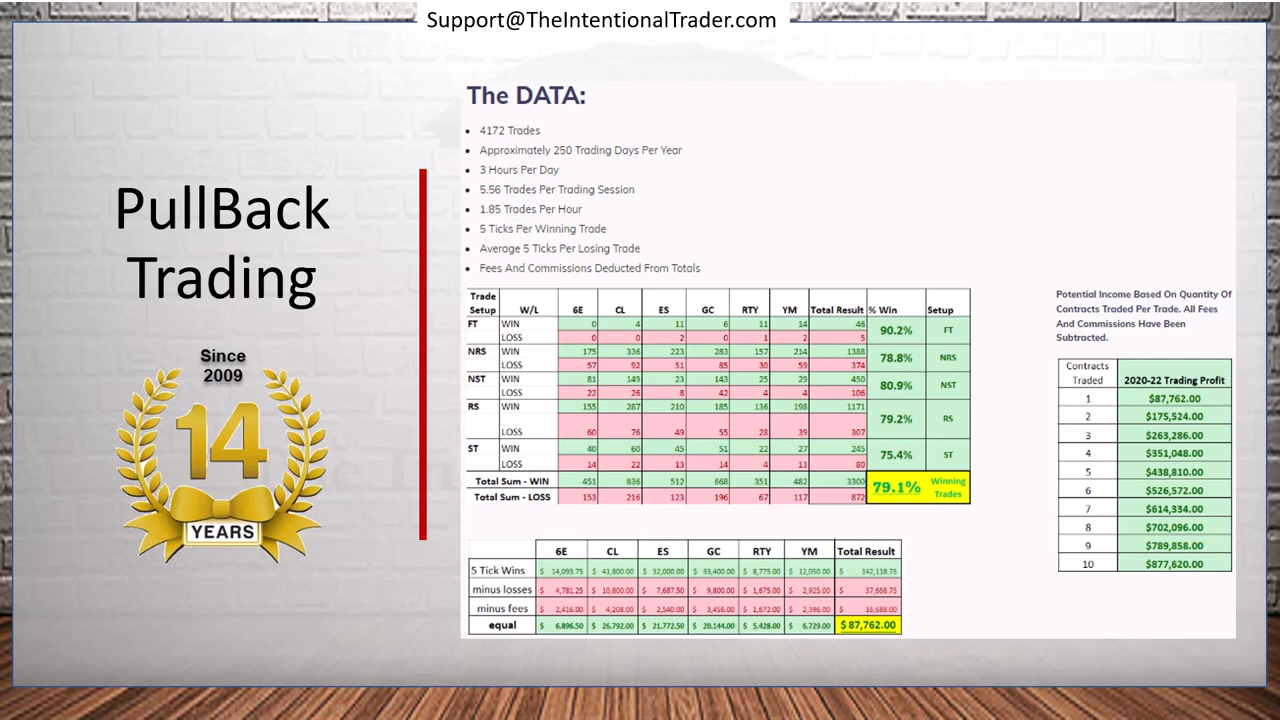 Support@TheIntentionalTrader.com
PullBack
Trading
Since
2009
14
YEARS
The DATA:
• 4172 Trades
• Approximately 250 Trading Days Per Year
• 3 Hours Per Day
• 5.56 Trades Per Trading Session
• 1.85 Trades Per Hour
• 5 Ticks Per Winning Trade
• Average 5 Ticks Per Losing Trade
• Fees And Commissions Deducted From Totals
Trade Setup W/L 6E CL ES GC RTY YM Total Result % Win Setup
FT WIN 0 4 11 6 11 14 46 90.2% FT
LOSS 0 0 2 0 1 2 5
NRS WIN 175 336 223 283 157 214 1388 78.8% NRS
LOSS 57 92 51 85 30 59 374
NST WIN 81 149 23 143 25 29 450 80.9% NST
LOSS 22 26 8 42 4 4 106
RS WIN 155 287 210 185 136 198 1171 79.2% RS
LOSS 60 76 49 55 28 39 307
ST WIN 40 60 45 51 22 27 245 75.4% ST
LOSS 14 22 13 14 4 13 80
Total Sum - WIN 451 836 512 668 351 482 3300 79.1% Winning Trades
Total Sum - LOSS 153 216 123 196 67 117 872
6E CL ES GC RTY YM Total Result
5 Tick Wins $ 14,093.75 $ 41,800.00 $ 32,000.00 $ 33,400.00 $ 8,775.00 $ 12,050.00 $ 142,118.75
minus losses $ 4,781.25 $ 10,800.00 $ 7,687.50 $ 9,800.00 $ 1,675.00 $ 2,925.00 $ 37,668.75
minus fees $ 2,416.00 $ 4,208.00 $ 2,540.00 $ 3,456.00 $ 1,672.00 $ 2,396.00 $ 16,688.00
equal $ 6,896.50 $ 26,792.00 $ 21,772.50 $ 20,144.00 $ 5,428.00 $ 6,729.00 $ 87,762.00
Potential Income Based On Quantity Of
Contracts Traded Per Trade. All Fees
And Commissions Have Been
Subtracted.
Contracts Traded 2020-22 Trading Profit
1 $87,762.00
2 $175,524.00
3 $263,286.00
4 $351,048.00
5 $438,810.00
6 $526,572.00
7 $614,334.00
8 $702,096.00
9 $789,858.00
10 $877,620.00